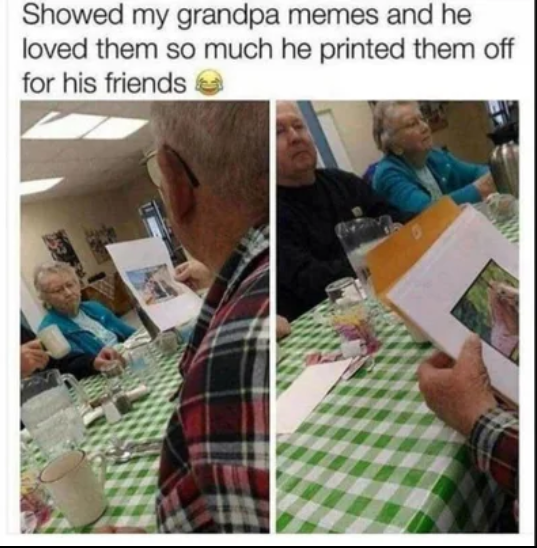 Showed my grandpa memes and he
loved them so much he printed them off
for his friends 😂